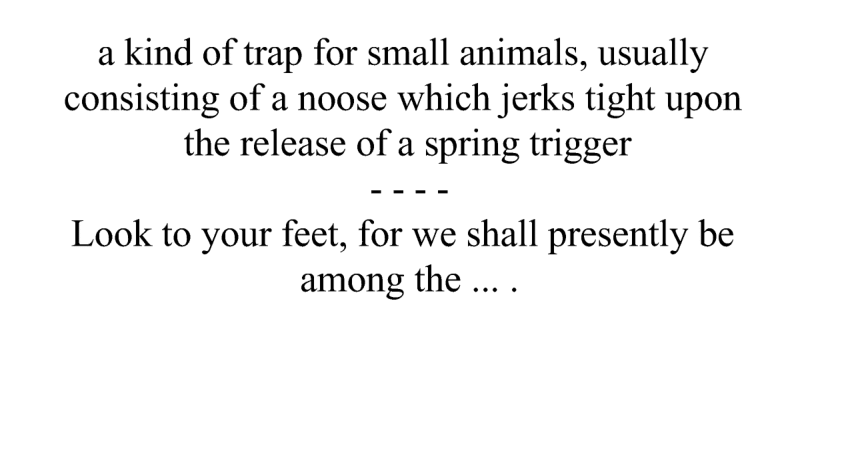 a kind of trap for small animals, usually
consisting of a noose which jerks tight upon
the release of a spring trigger
- - - -
Look to your feet, for we shall presently be
among the ... .